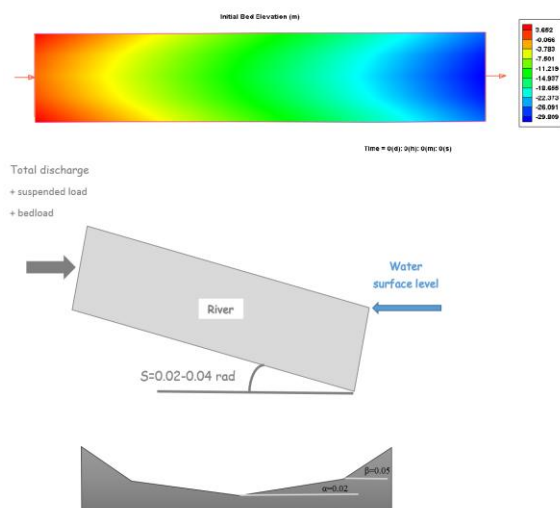 Initial Bed Elevation (m)
3.652
-0.066
-3.783
-7.501
-11.219
-14.937
-18.655
-22.373
-26.091
-29.809
Time = 0(d): 0(h): 0(m): 0(s)
Total discharge
+ suspended load
+ bedload
Water
surface level
River
S=0.02-0.04 rad
β=0.05
α=0.02